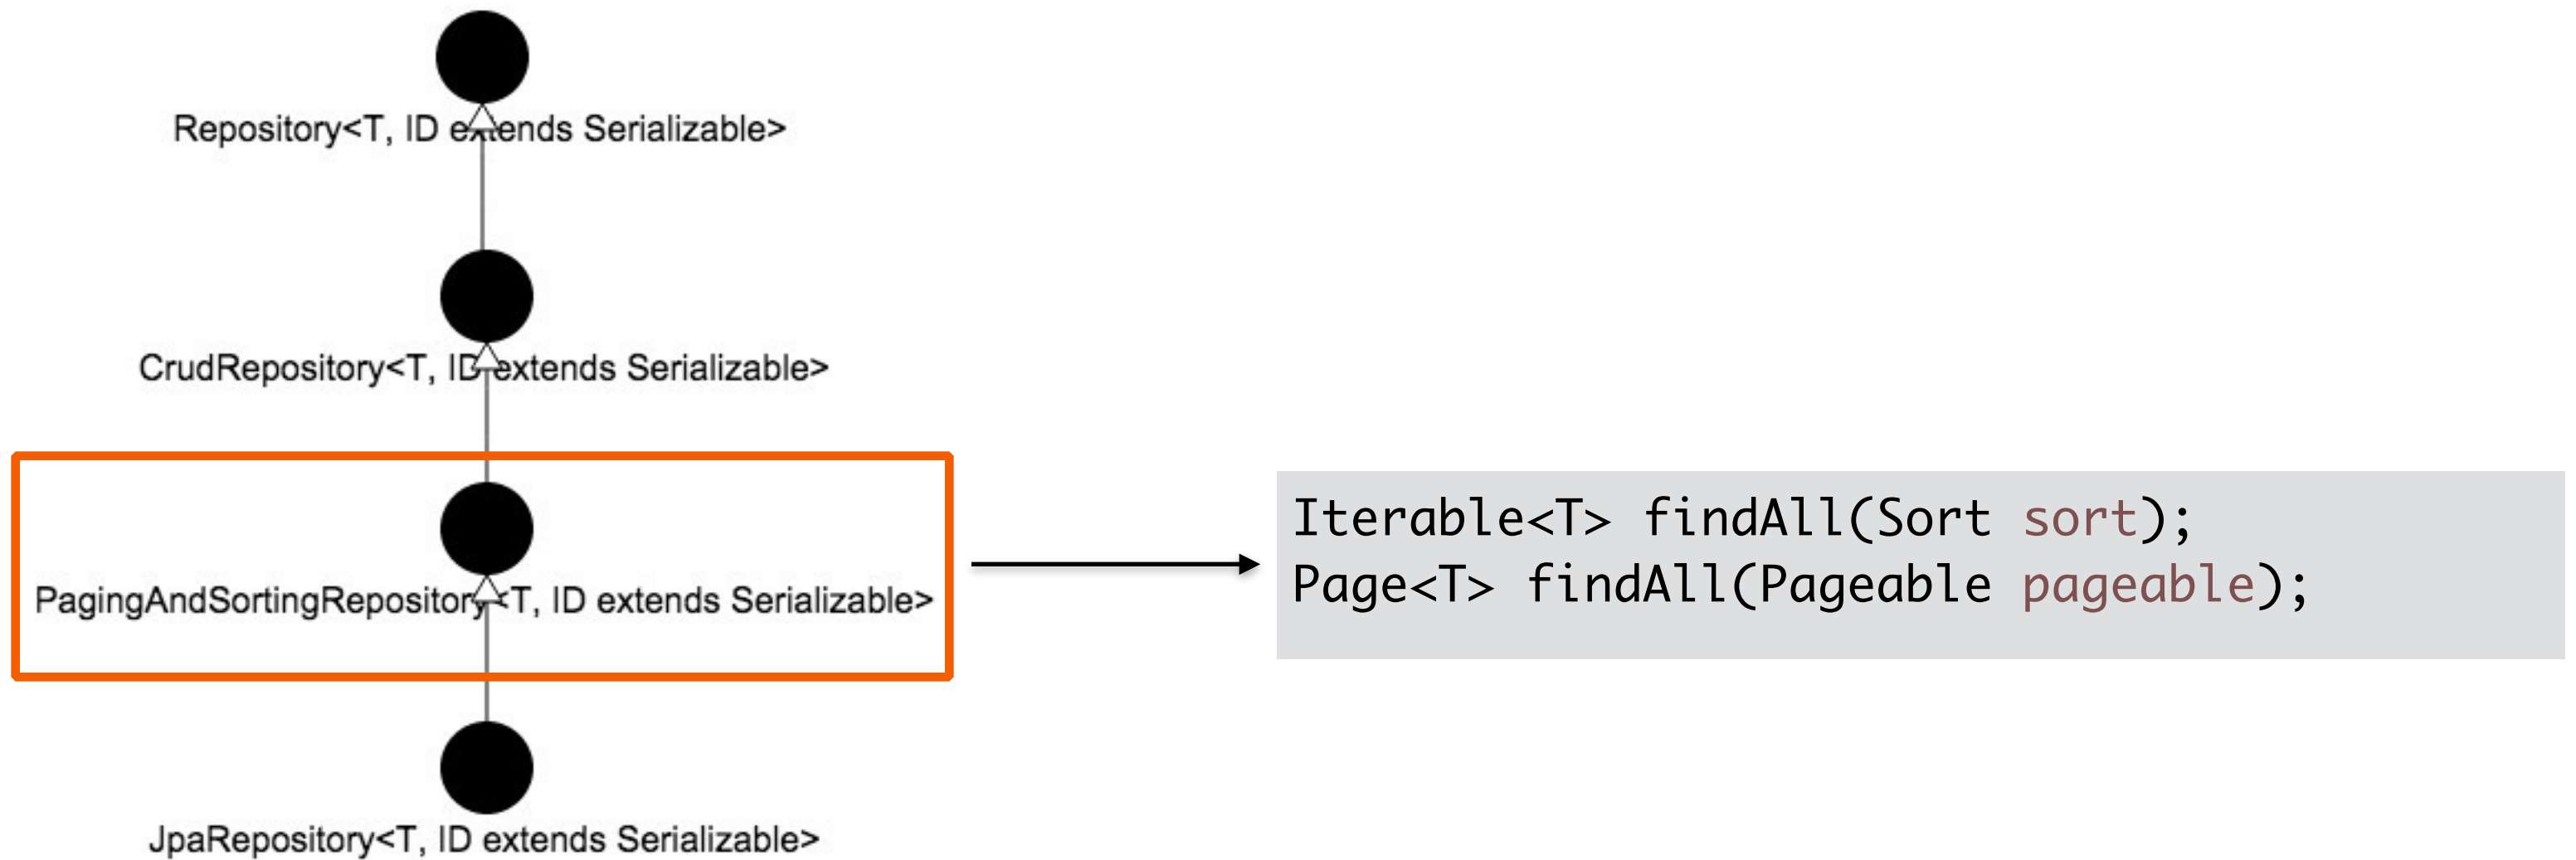 Repository<T, ID extends Serializable>
CrudRepository<T, ID extends Serializable>
PagingAndSortingRepository<T, ID extends Serializable>
Iterable<T> findAll(Sort sort);
Page<T> findAll(Pageable pageable);
JpaRepository<T, ID extends Serializable>